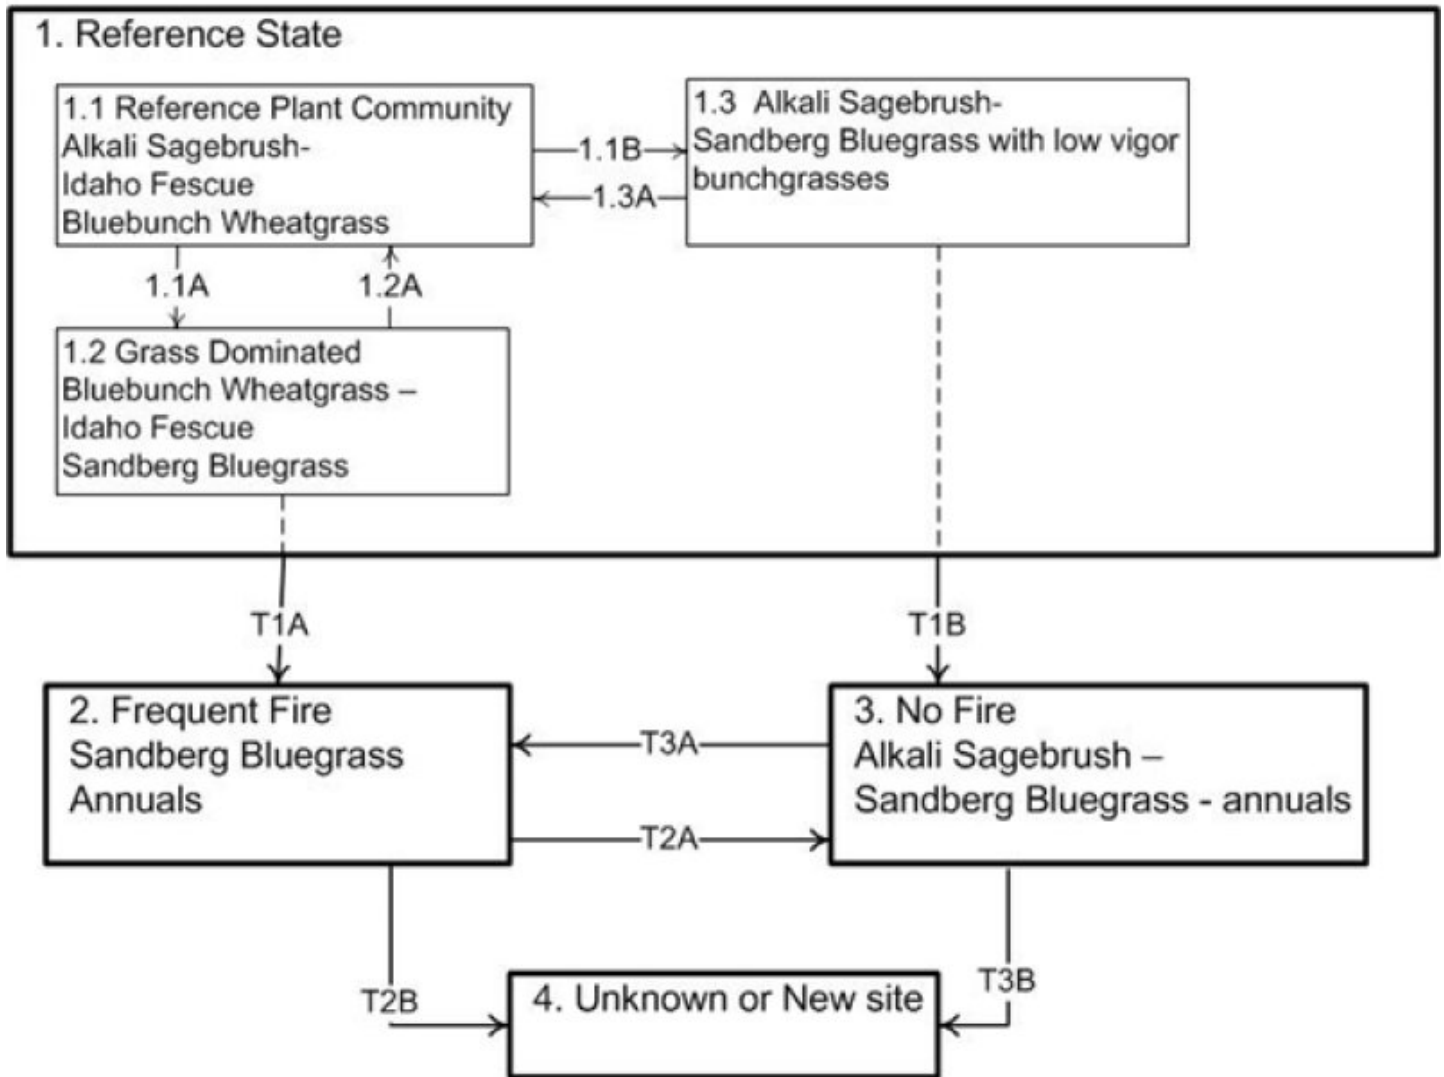 1. Reference State
1.1 Reference Plant Community
Alkali Sagebrush-
Idaho Fescue
Bluebunch Wheatgrass
1.1B
1.3A
1.3 Alkali Sagebrush-
Sandberg Bluegrass with low vigor
bunchgrasses
1.1A
1.2A
1.2 Grass Dominated
Bluebunch Wheatgrass –
Idaho Fescue
Sandberg Bluegrass
T1A
T1B
2. Frequent Fire
Sandberg Bluegrass
Annuals
T3A
T2A
3. No Fire
Alkali Sagebrush –
Sandberg Bluegrass - annuals
T2B
4. Unknown or New site
T3B